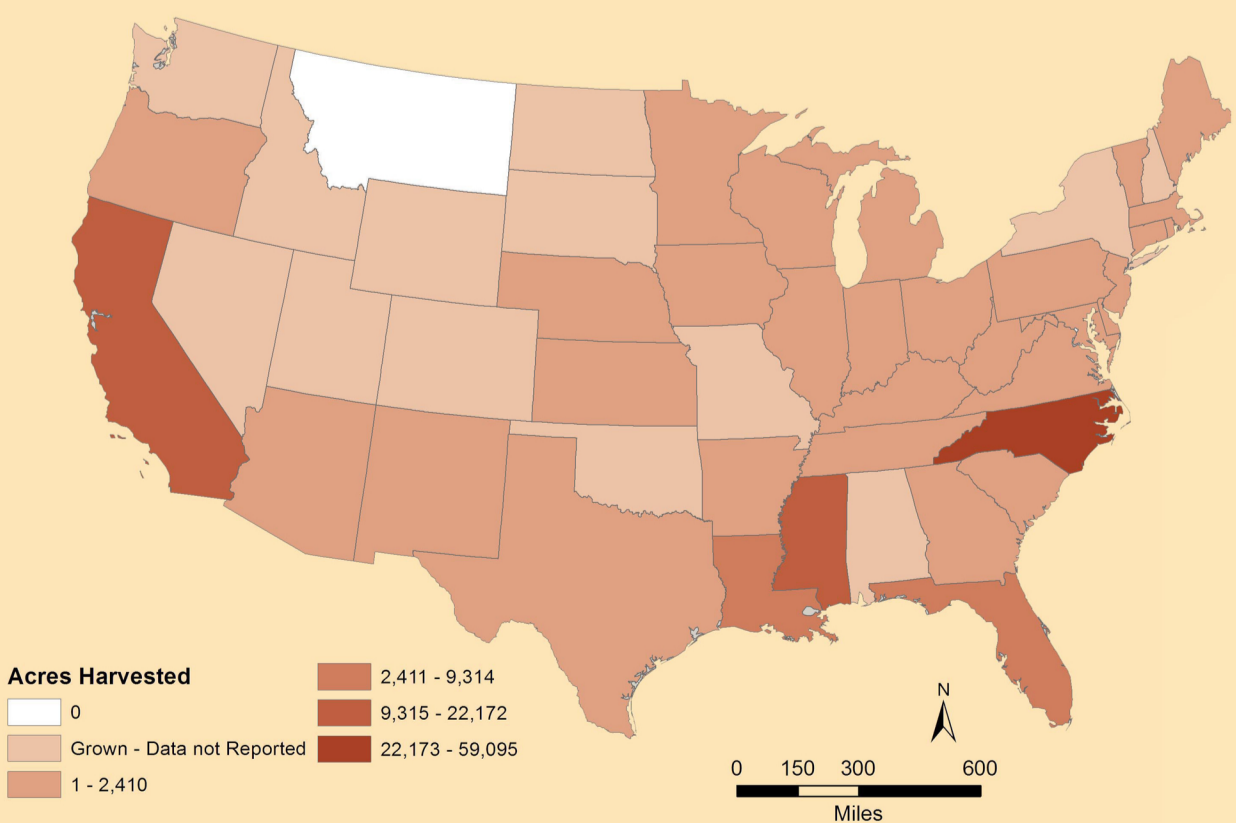 Acres Harvested
0
Grown - Data not Reported
1 - 2,410
2,411 - 9,314
9,315 - 22,172
22,173 - 59,095
N
0 150 300 600
Miles